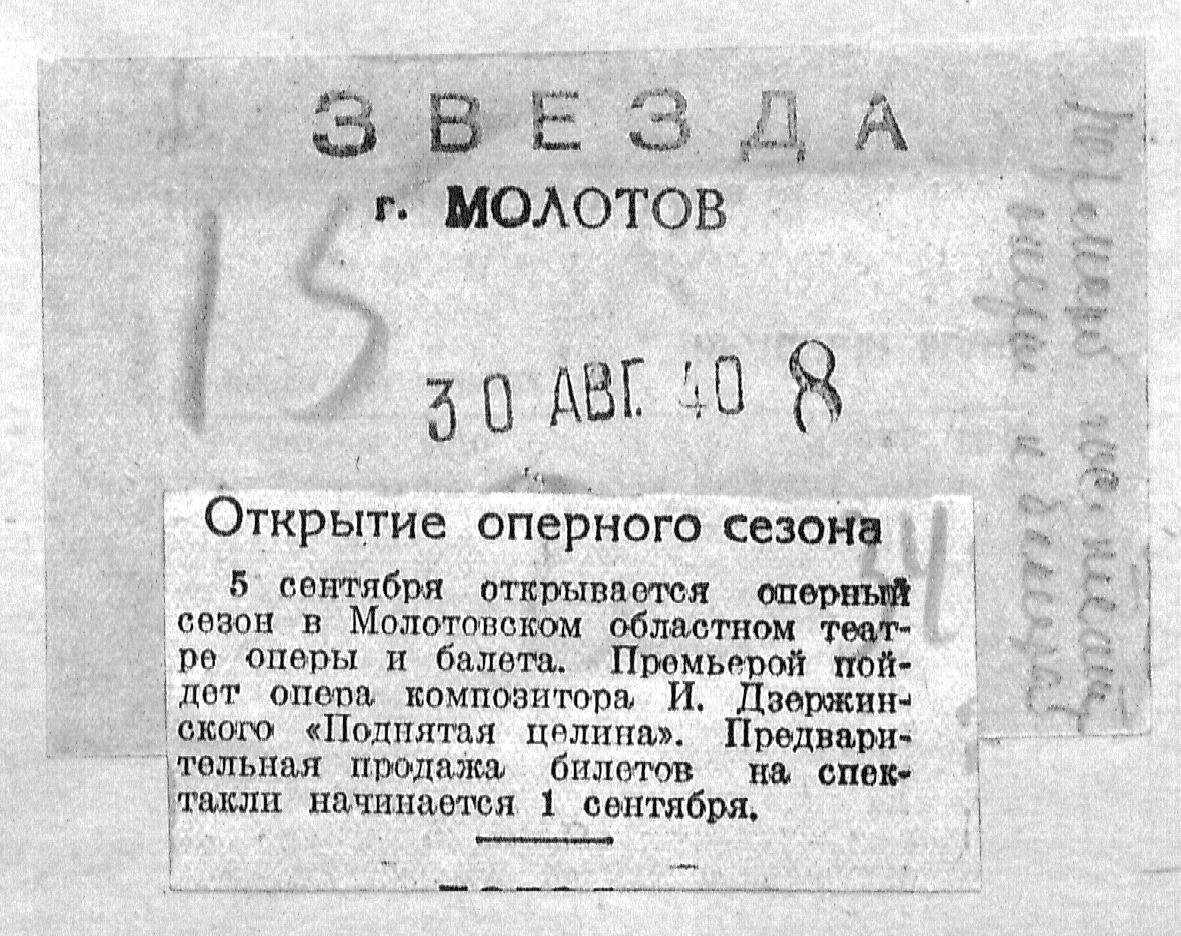 ЗВЕЗДА
г. МОЛОТОВ
15
30 АВГ. 40 8
Открытие оперного сезона
5 сентября открывается оперный
сезон в Молотовском областном теат-
ре оперы и балета. Премьерой пой-
дет опера композитора И. Дзержин-
ского «Поднятая целина». Предвари-
тельная продажа билетов на спек-
такли начинается 1 сентября.
34
и балета